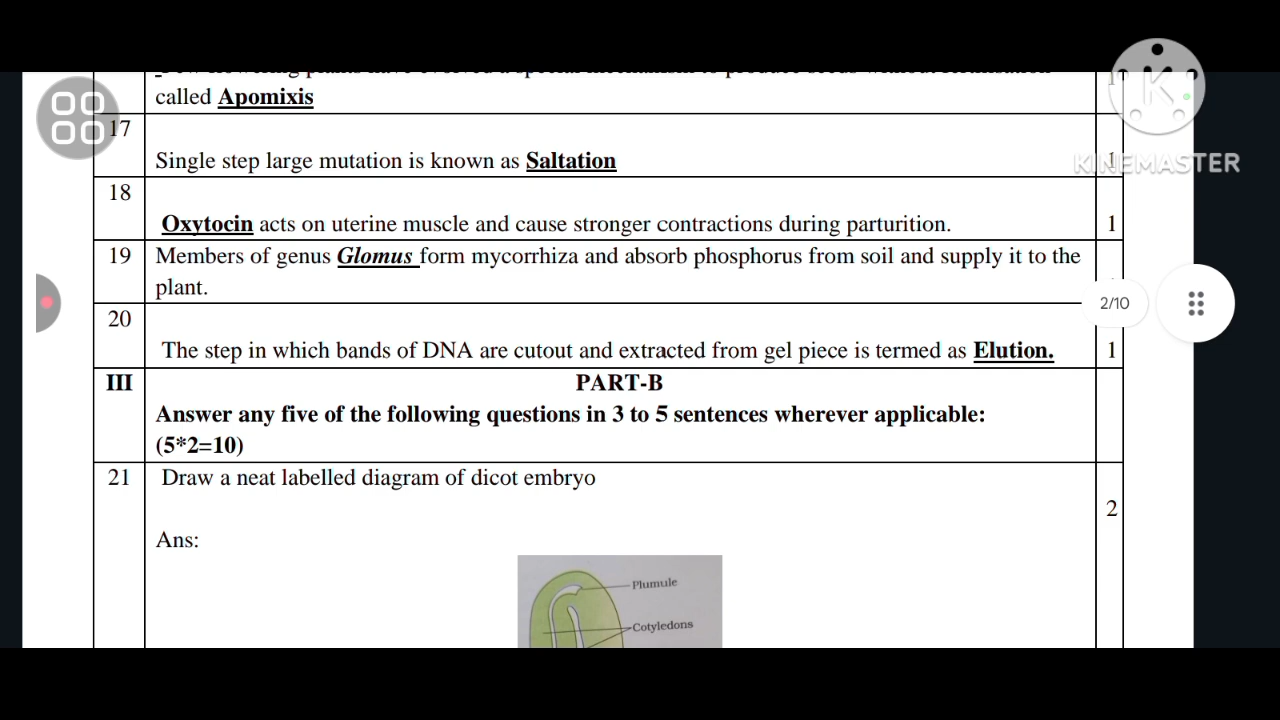 called Apomixis
17
Single step large mutation is known as Saltation
1
KINEMASTER
18
Oxytocin acts on uterine muscle and cause stronger contractions during parturition.
1
19
Members of genus Glomus form mycorrhiza and absorb phosphorus from soil and supply it to the
plant.
2/10
20
The step in which bands of DNA are cutout and extracted from gel piece is termed as Elution.
1
III
PART-B
Answer any five of the following questions in 3 to 5 sentences wherever applicable:
(5*2=10)
21
Draw a neat labelled diagram of dicot embryo
2
Ans:
Plumule
Cotyledons